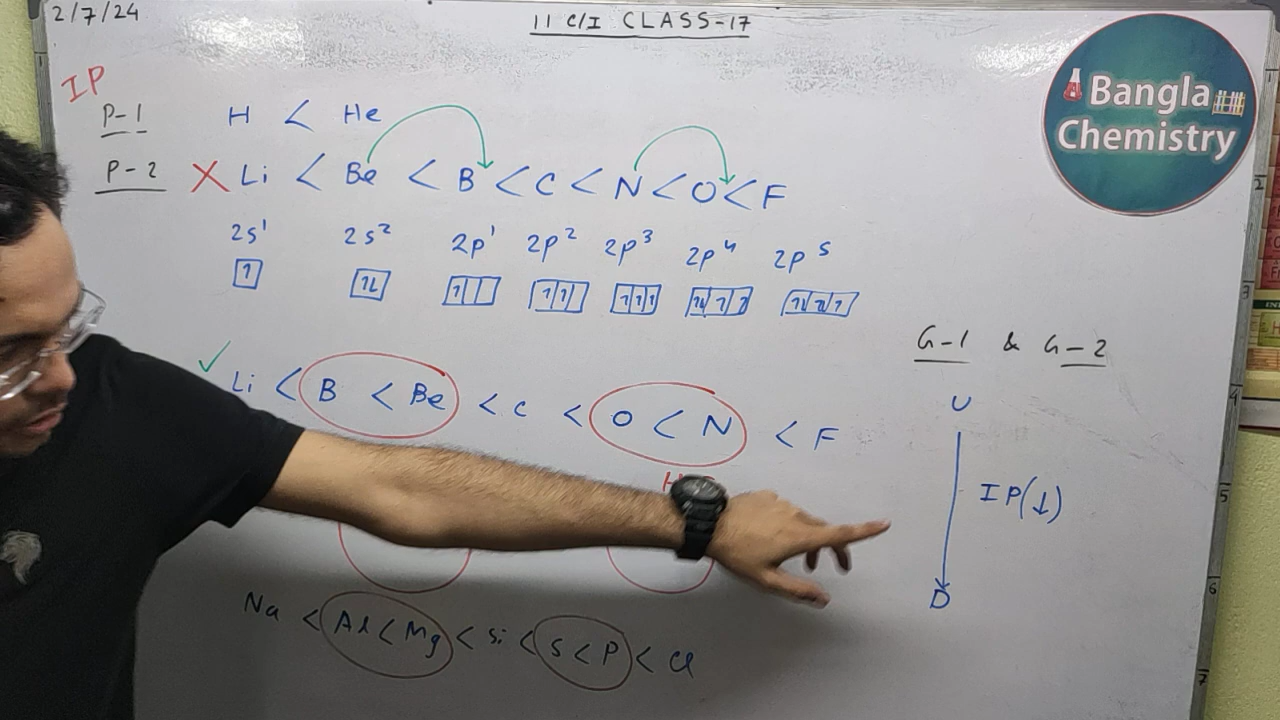 2/7/24
11 C/I CLASS-17
Bangla
Chemistry
IP
P-1 H < He
P-2 Li < Be < B < C < N < O < F
2s¹ 2s² 2p¹ 2p² 2p³ 2p⁴ 2p⁵
Li < B < Be < C < O < N < F
Na < Al < Mg < Si < S < P < Cl
G-1 & G-2
U
IP(↓)
D